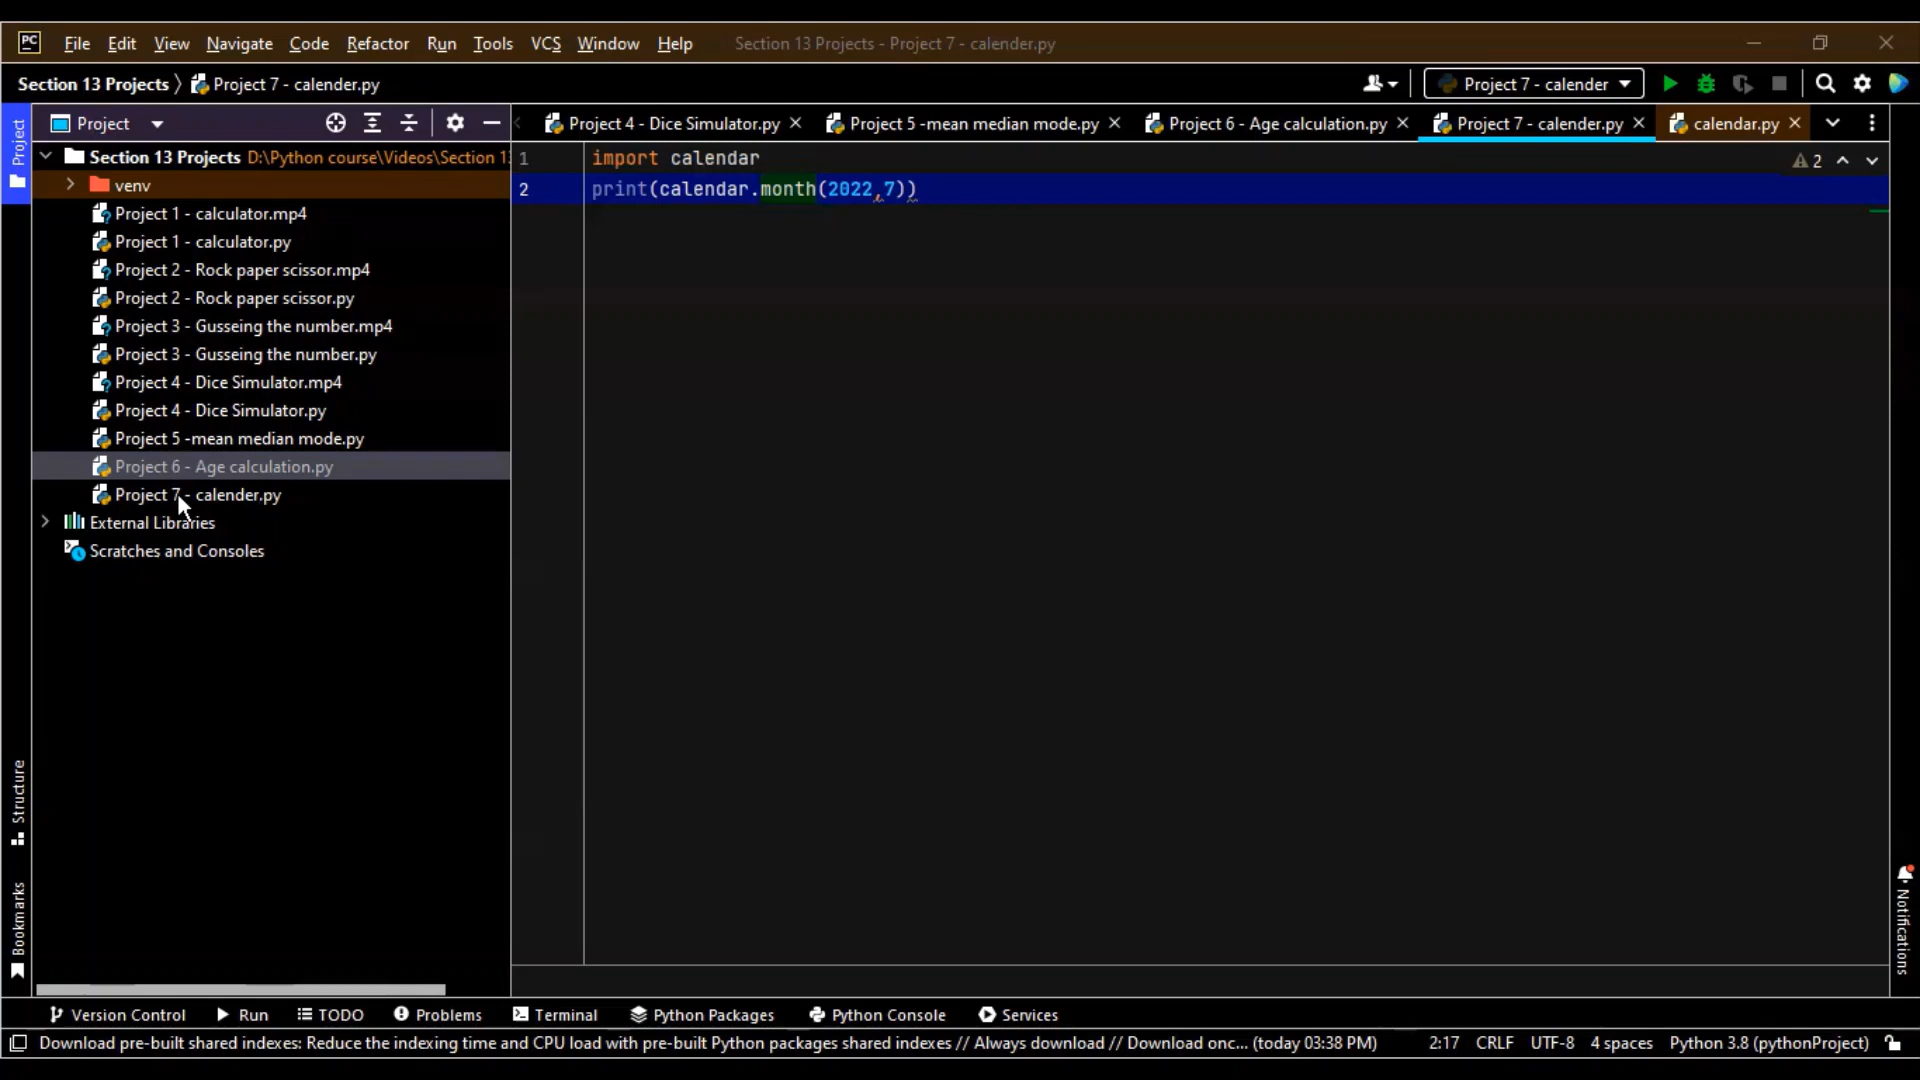 PC File Edit View Navigate Code Refactor Run Tools VCS Window Help Section 13 Projects - Project 7 - calender.py
Section 13 Projects Project 7 - calender.py Project 7 - calender
Project Project 4 - Dice Simulator.py Project 5 -mean median mode.py Project 6 - Age calculation.py Project 7 - calender.py calendar.py
Project
Section 13 Projects D:\Python course\Videos\Section 1
venv
Project 1 - calculator.mp4
Project 1 - calculator.py
Project 2 - Rock paper scissor.mp4
Project 2 - Rock paper scissor.py
Project 3 - Gusseing the number.mp4
Project 3 - Gusseing the number.py
Project 4 - Dice Simulator.mp4
Project 4 - Dice Simulator.py
Project 5 -mean median mode.py
Project 6 - Age calculation.py
Project 7 - calender.py
External Libraries
Scratches and Consoles
1 import calendar
2 print(calendar.month(2022,7))
2
Structure
Bookmarks
Notifications
Version Control Run TODO Problems Terminal Python Packages Python Console Services
Download pre-built shared indexes: Reduce the indexing time and CPU load with pre-built Python packages shared indexes // Always download // Download onc... (today 03:38 PM) 2:17 CRLF UTF-8 4 spaces Python 3.8 (pythonProject)